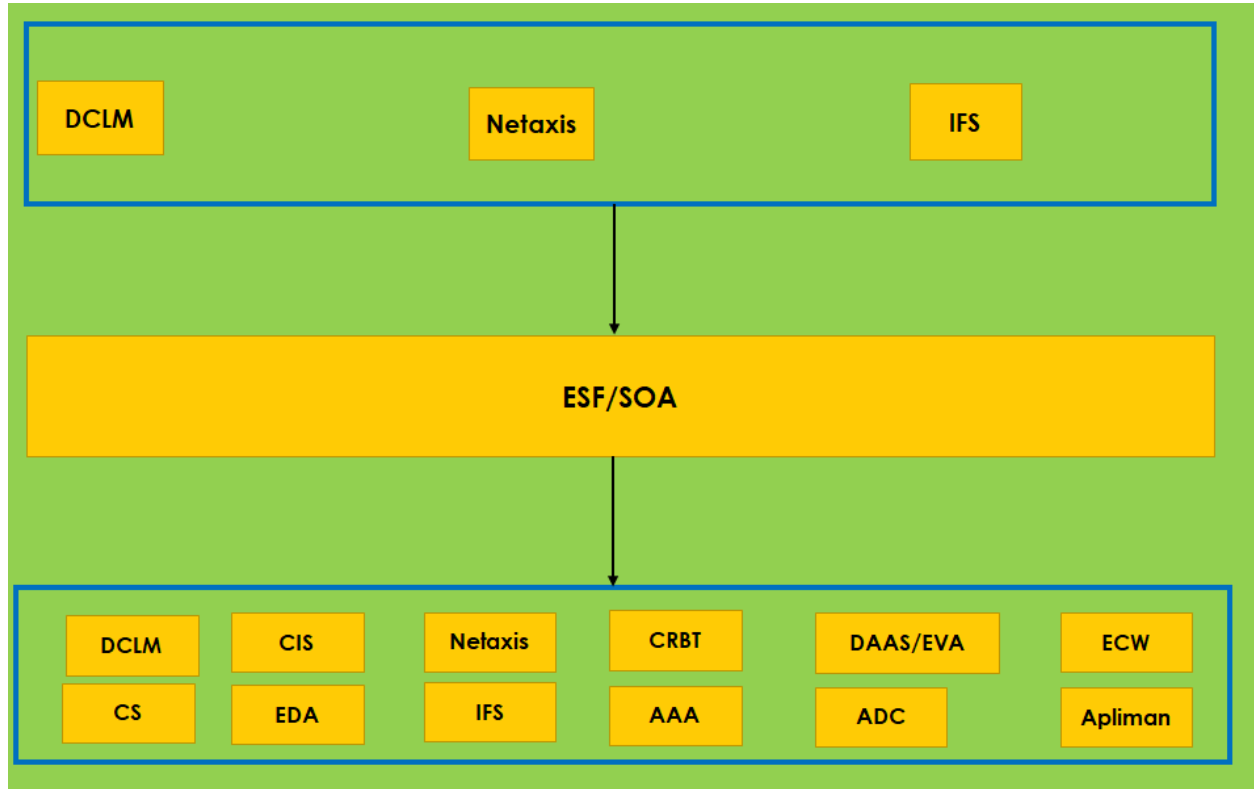 DCLM
Netaxis
IFS
ESF/SOA
DCLM
CIS
Netaxis
CRBT
DAAS/EVA
ECW
CS
EDA
IFS
AAA
ADC
Apliman